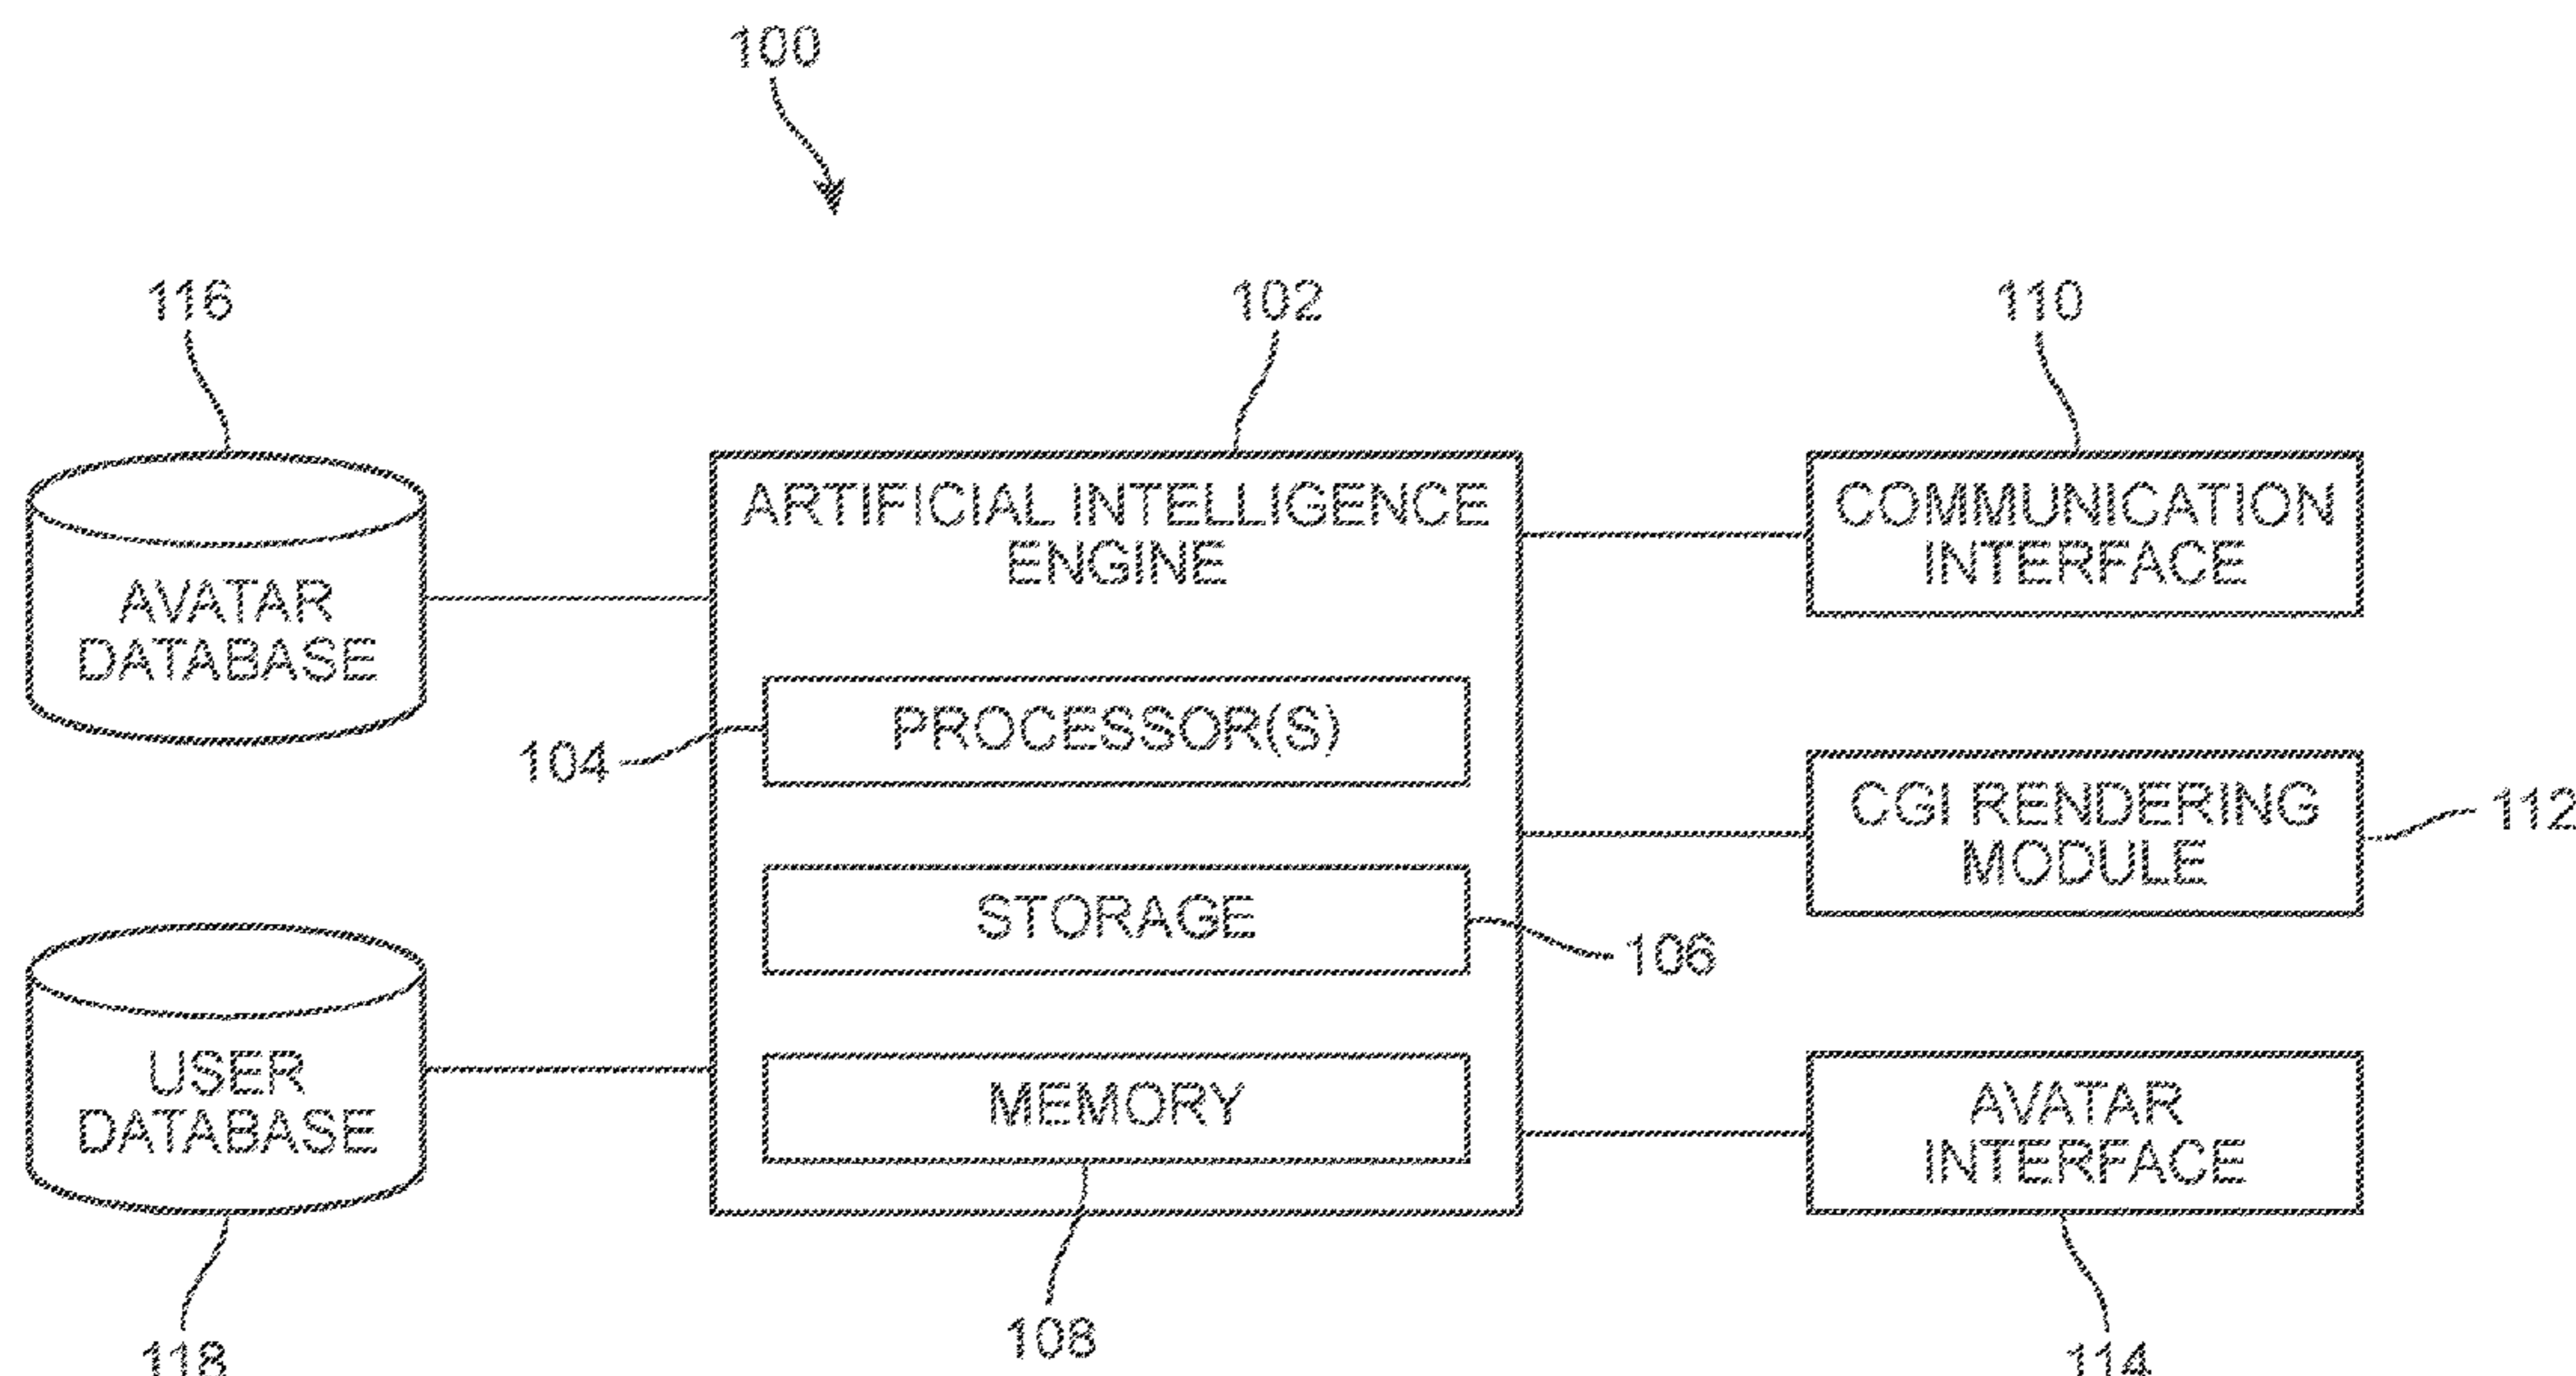 100
116
102
110
ARTIFICIAL INTELLIGENCE
ENGINE
COMMUNICATION
INTERFACE
AVATAR
DATABASE
PROCESSOR(S)
104
CGI RENDERING
MODULE
112
STORAGE
106
USER
DATABASE
MEMORY
AVATAR
INTERFACE
118
108
114